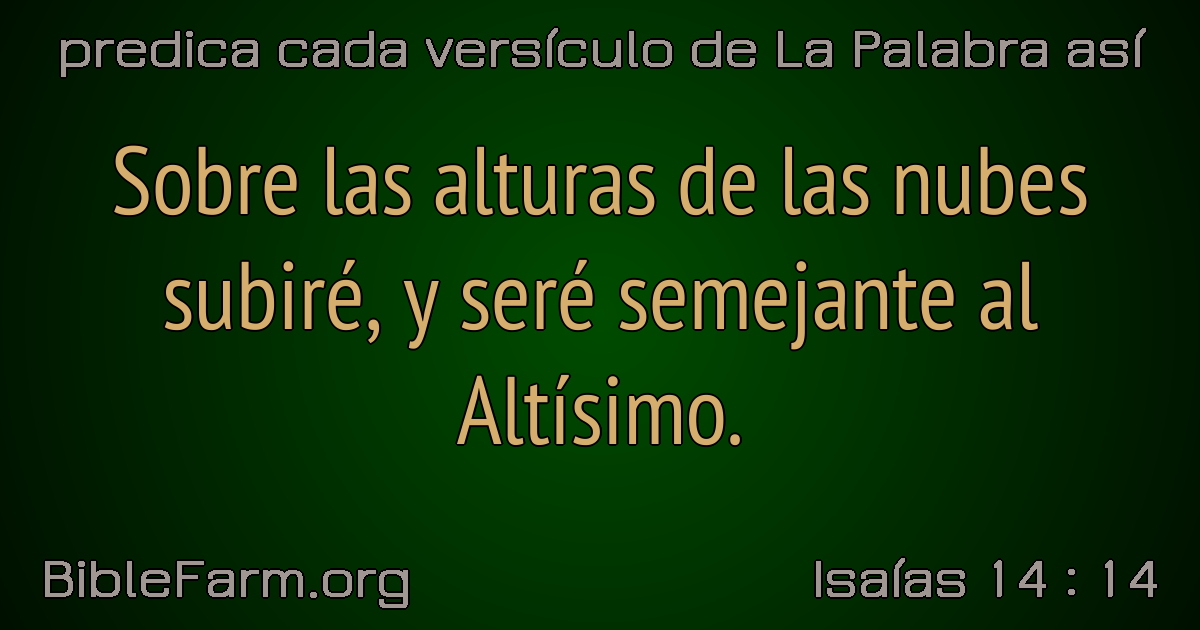 predica cada versículo de La Palabra así
Sobre las alturas de las nubes
subiré, y seré semejante al
Altísimo.
BibleFarm.org
Isaías 14 : 14